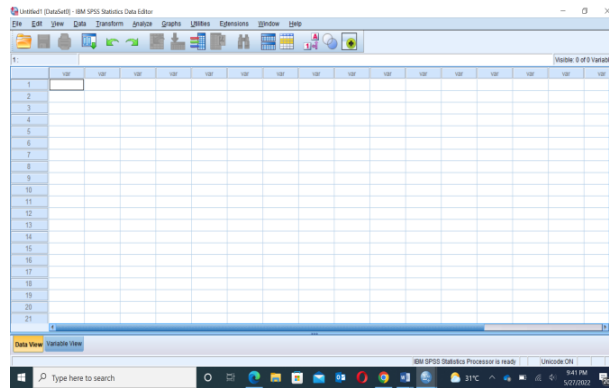 Untitled1 [DataSet0] - IBM SPSS Statistics Data Editor
File Edit View Data Transform Analyze Graphs Utilities Extensions Window Help
1 :
Visible: 0 of 0 Variabl
var var var var var var var var var var var var var var var var
1
2
3
4
5
6
7
8
9
10
11
12
13
14
15
16
17
18
19
20
21
Data View Variable View
IBM SPSS Statistics Processor is ready Unicode:ON
Type here to search
31°C
9:41 PM
5/27/2022